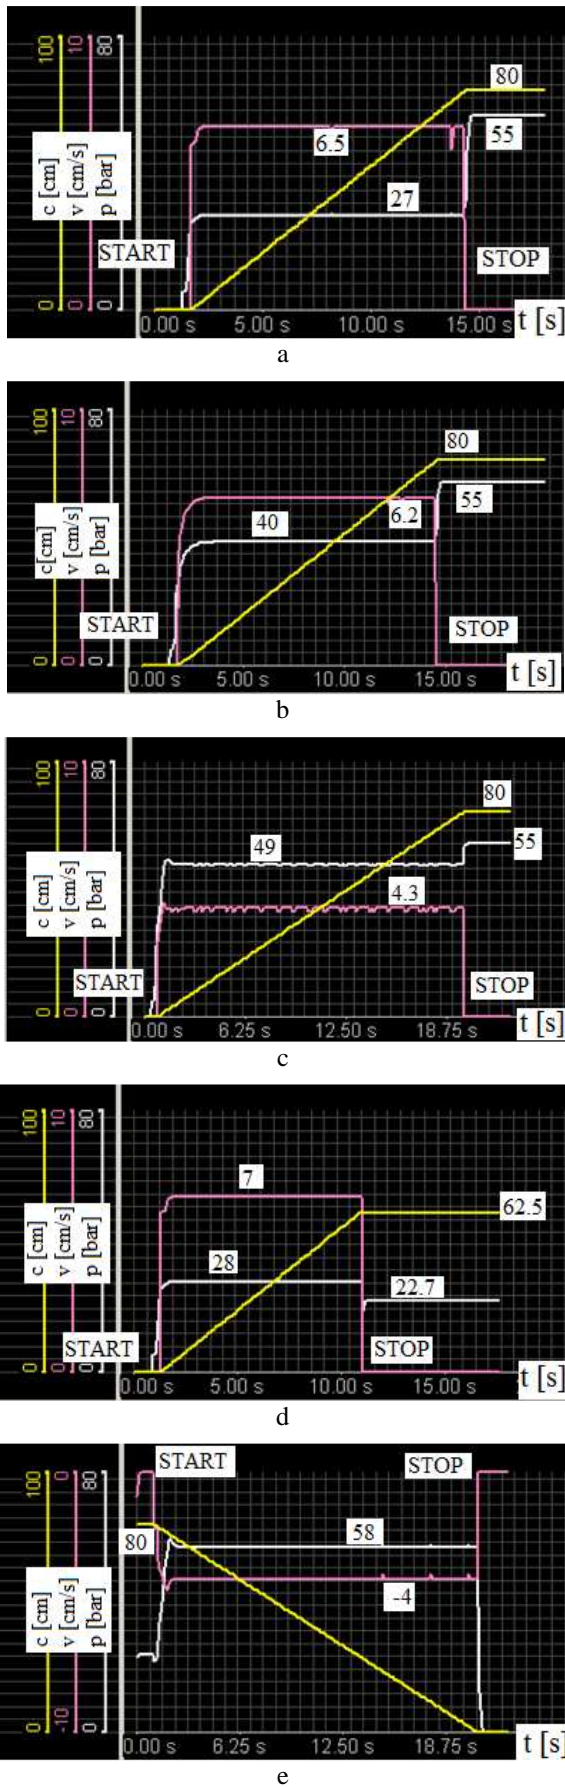 100 10 80
80
55
6.5
c [cm]
v [cm/s]
p [bar]
27
START
STOP
0 0 0
0.00 s 5.00 s 10.00 s 15.00 s t [s]
a
100 10 80
80
55
40 6.2
c[cm]
v [cm/s]
p [bar]
START STOP
0 0 0
0.00 s 5.00 s 10.00 s 15.00 s t [s]
b
100 10 80
80
49 55
4.3
c [cm]
v [cm/s]
p [bar]
START STOP
0 0 0
0.00 s 6.25 s 12.50 s 18.75 s t [s]
c
100 10 80
7
62.5
28
22.7
c [cm]
v [cm/s]
p [bar]
START STOP
0 0 0
0.00 s 5.00 s 10.00 s 15.00 s t [s]
d
START STOP
100 0 80
80 58
-4
c [cm]
v [cm/s]
p [bar]
0 -10 0
0.00 s 6.25 s 12.50 s 18.75 s t [s]
e